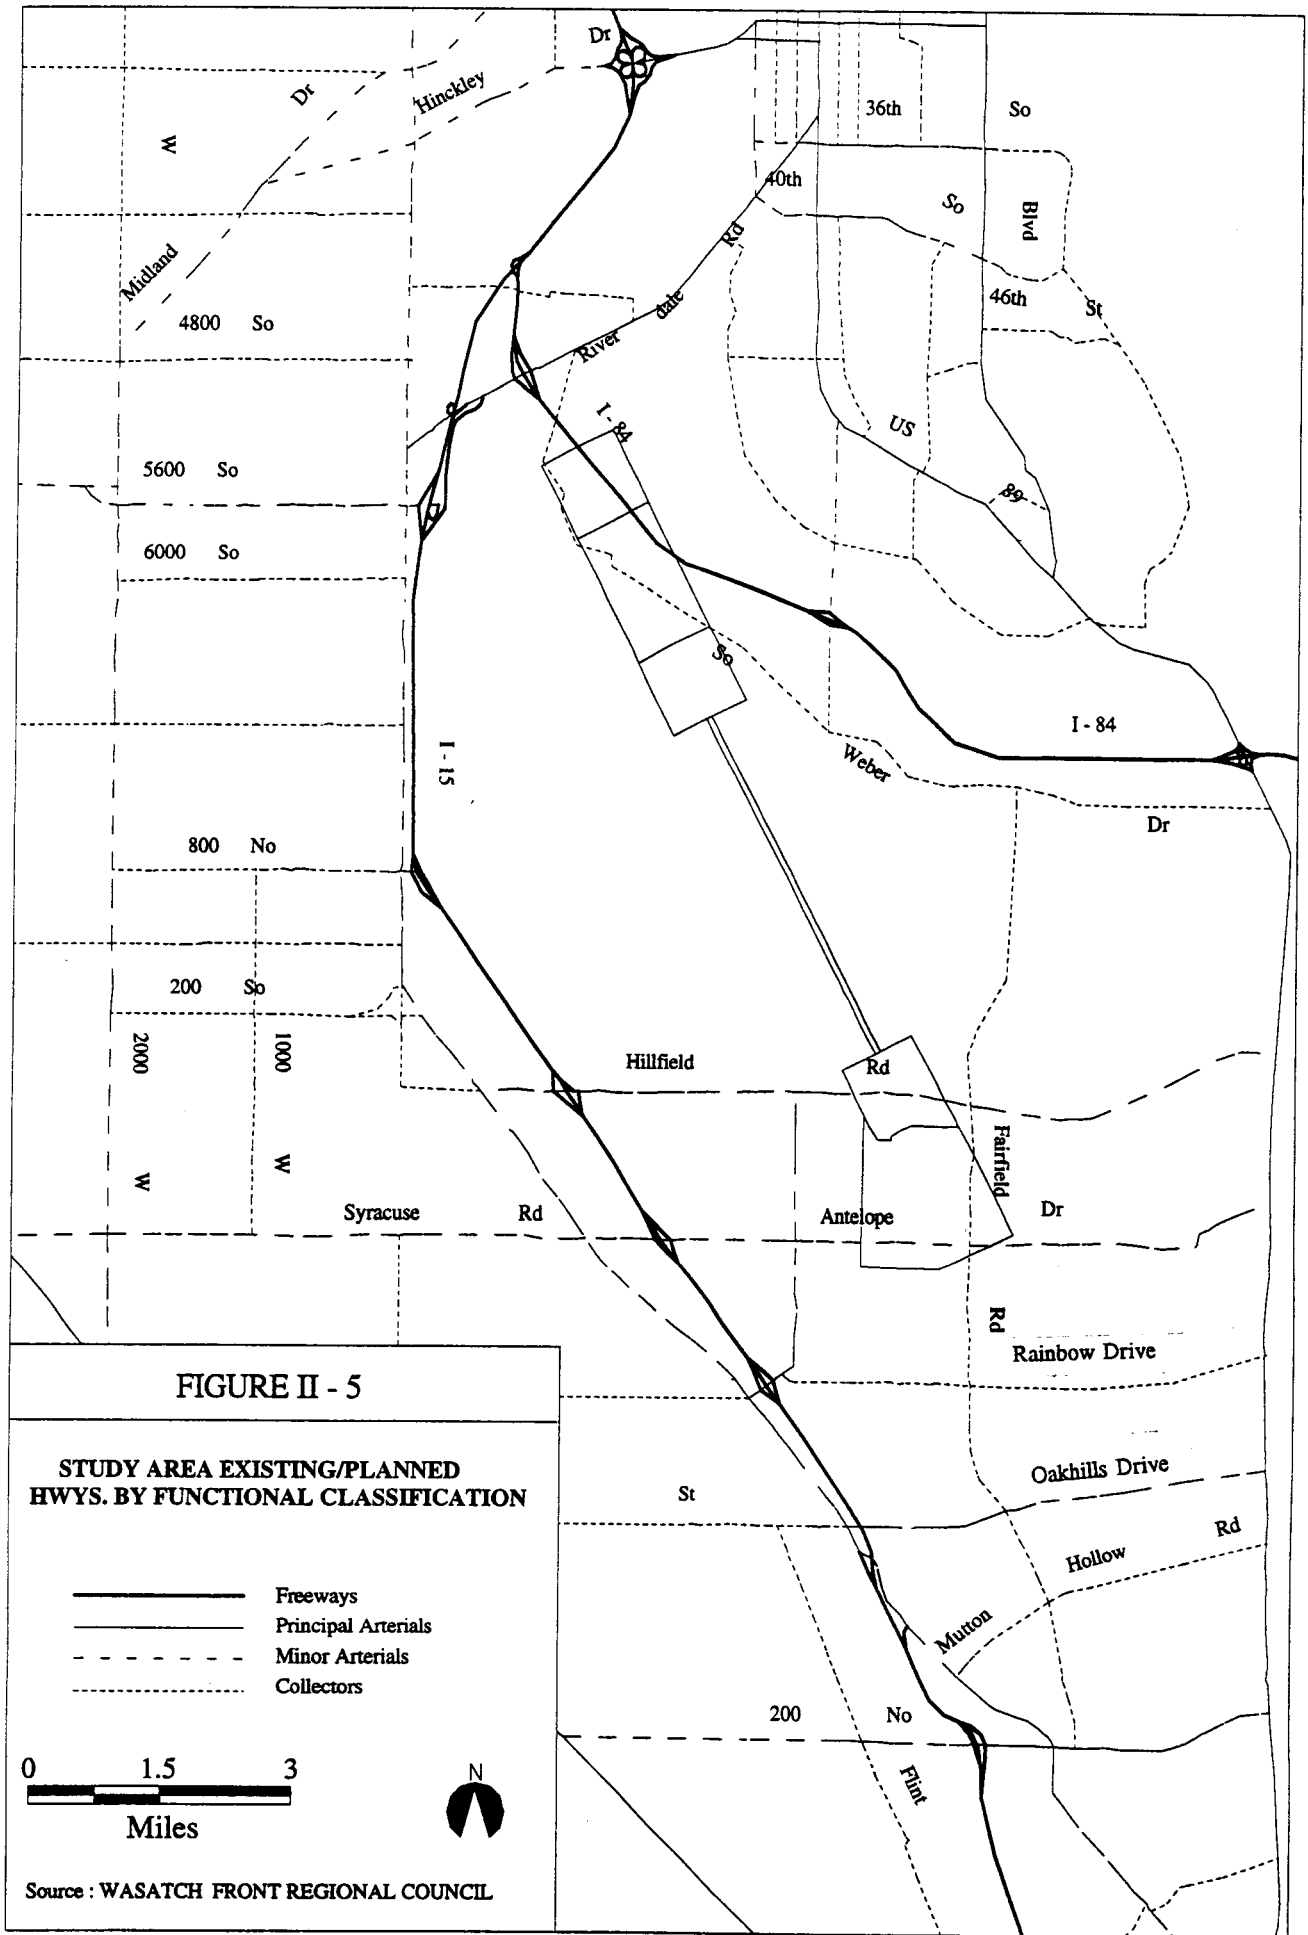 Dr
Dr
Hinckley
36th So
W
40th
So
Blvd
Rd
Midland
46th St
dale
4800 So
River
I - 84
US
5600 So
89
6000 So
So
I - 84
I - 15
Weber
Dr
800 No
200 So
2000
1000
Hillfield Rd
Fairfield
W
W
Syracuse Rd
Antelope Dr
Rd
Rainbow Drive
Oakhills Drive
St
Rd
Hollow
Mutton
200 No
Flint
FIGURE II - 5
STUDY AREA EXISTING/PLANNED
HWYS. BY FUNCTIONAL CLASSIFICATION
Freeways
Principal Arterials
Minor Arterials
Collectors
0 1.5 3
Miles
N
Source : WASATCH FRONT REGIONAL COUNCIL